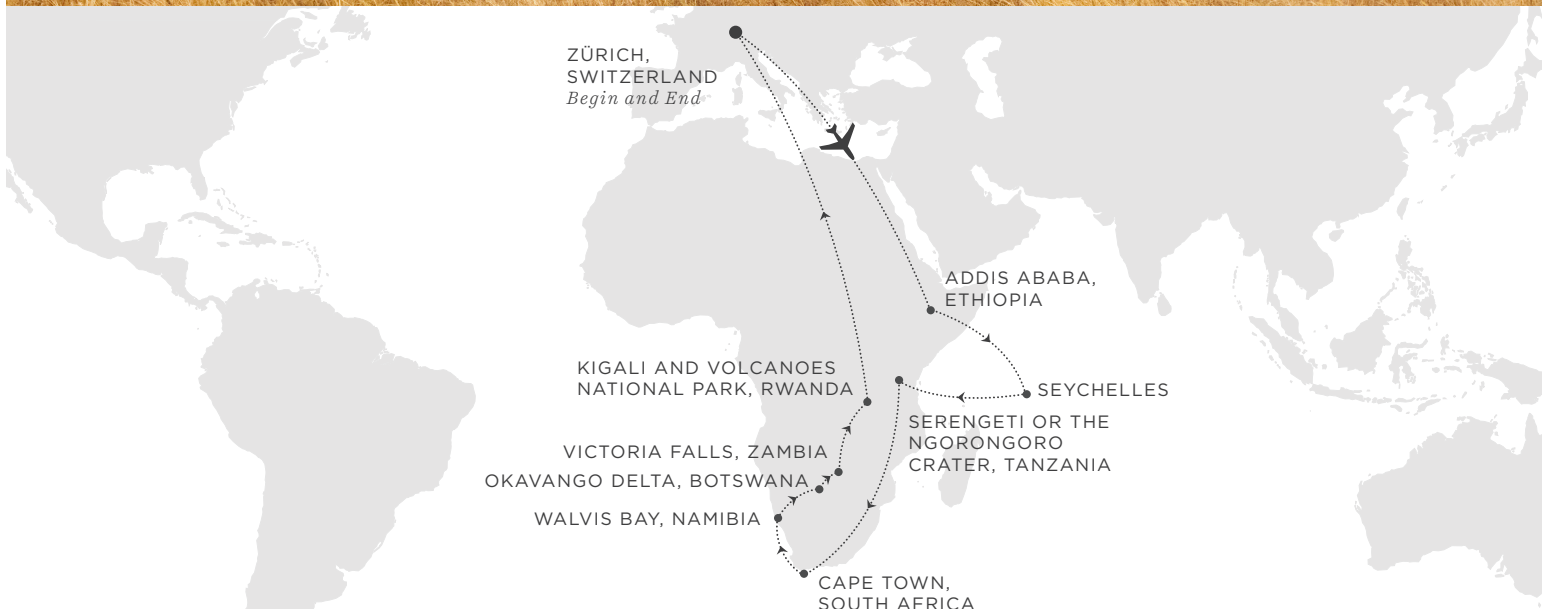 ZÜRICH,
SWITZERLAND
Begin and End
ADDIS ABABA,
ETHIOPIA
KIGALI AND VOLCANOES
NATIONAL PARK, RWANDA
SEYCHELLES
SERENGETI OR THE
NGORONGORO
CRATER, TANZANIA
VICTORIA FALLS, ZAMBIA
OKAVANGO DELTA, BOTSWANA
WALVIS BAY, NAMIBIA
CAPE TOWN,
SOUTH AFRICA